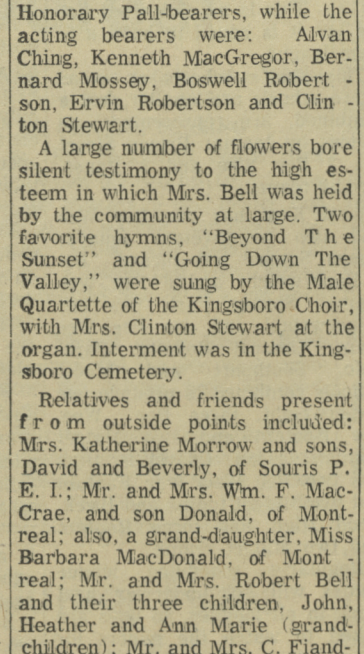 Honorary Pall-bearers, while the
acting bearers were: Alvan
Ching, Kenneth MacGregor, Ber-
nard Mossey, Boswell Robert -
son, Ervin Robertson and Clin -
ton Stewart.
A large number of flowers bore
silent testimony to the high es-
teem in which Mrs. Bell was held
by the community at large. Two
favorite hymns, "Beyond The
Sunset" and "Going Down The
Valley," were sung by the Male
Quartette of the Kingsboro Choir,
with Mrs. Clinton Stewart at the
organ. Interment was in the King-
sboro Cemetery.
Relatives and friends present
from outside points included:
Mrs. Katherine Morrow and sons,
David and Beverly, of Souris P.
E. I.; Mr. and Mrs. Wm. F. Mac-
Crae, and son Donald, of Mont-
real; also, a grand-daughter, Miss
Barbara MacDonald, of Mont -
real; Mr. and Mrs. Robert Bell
and their three children, John,
Heather and Ann Marie (grand-
children); Mr. and Mrs. C. Fiand-